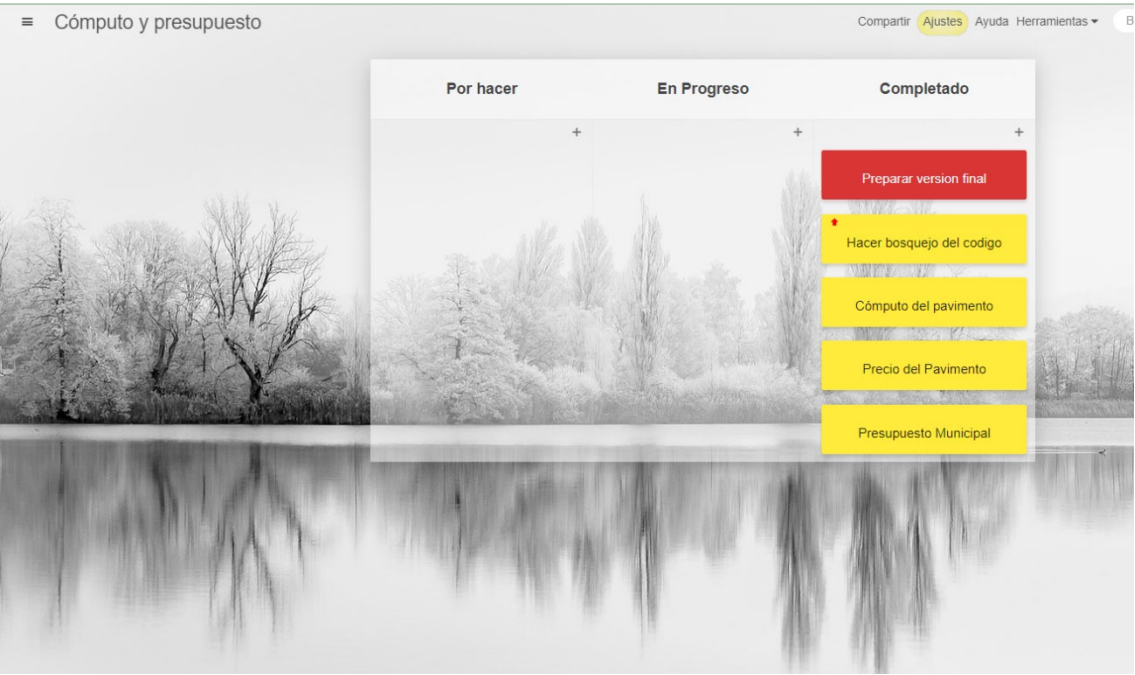 Cómputo y presupuesto
Compartir Ajustes Ayuda Herramientas
Por hacer En Progreso Completado
+ + +
Preparar version final
Hacer bosquejo del codigo
Cómputo del pavimento
Precio del Pavimento
Presupuesto Municipal